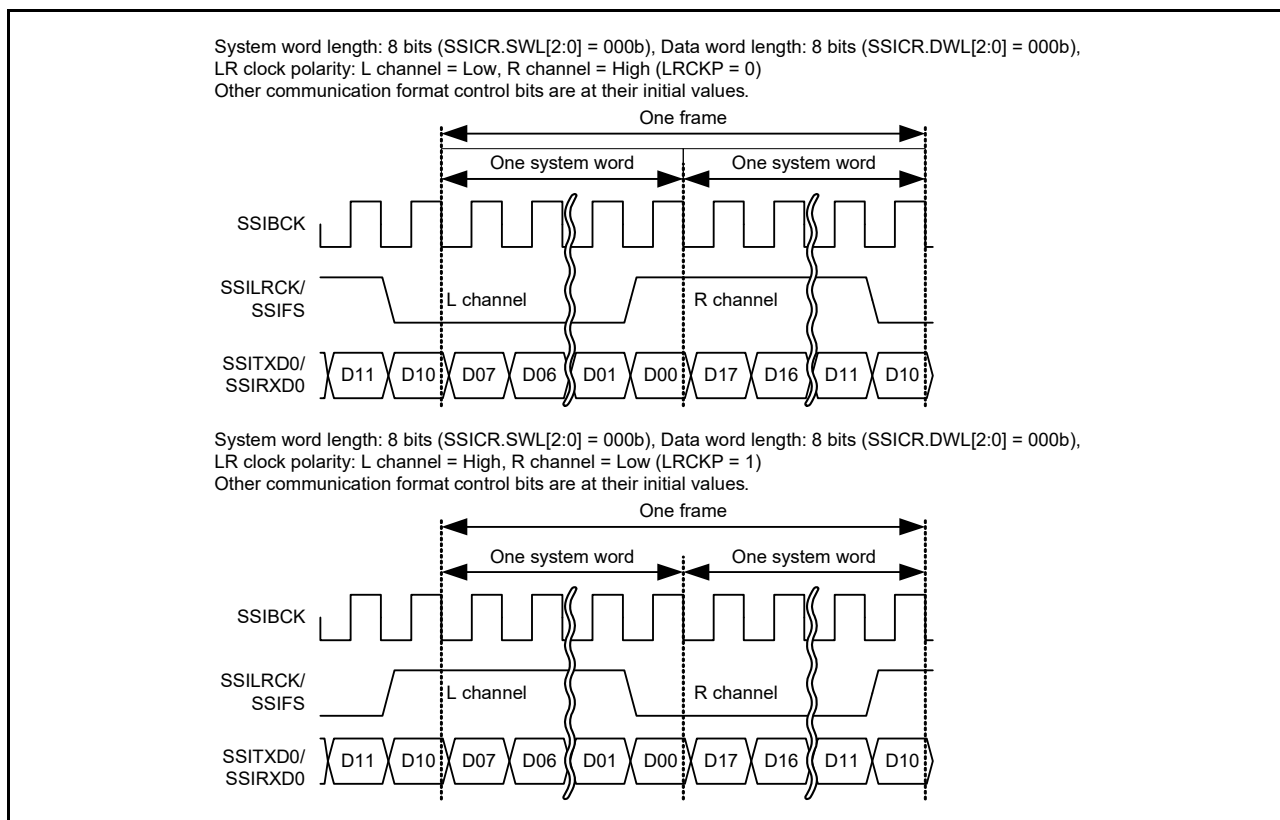 System word length: 8 bits (SSICR.SWL[2:0] = 000b), Data word length: 8 bits (SSICR.DWL[2:0] = 000b),
LR clock polarity: L channel = Low, R channel = High (LRCKP = 0)
Other communication format control bits are at their initial values.
One frame
One system word One system word
SSIBCK
SSILRCK/
SSIFS
L channel R channel
SSITXD0/
SSIRXD0
D11 D10 D07 D06 D01 D00 D17 D16 D11 D10
System word length: 8 bits (SSICR.SWL[2:0] = 000b), Data word length: 8 bits (SSICR.DWL[2:0] = 000b),
LR clock polarity: L channel = High, R channel = Low (LRCKP = 1)
Other communication format control bits are at their initial values.
One frame
One system word One system word
SSIBCK
SSILRCK/
SSIFS
L channel R channel
SSITXD0/
SSIRXD0
D11 D10 D07 D06 D01 D00 D17 D16 D11 D10